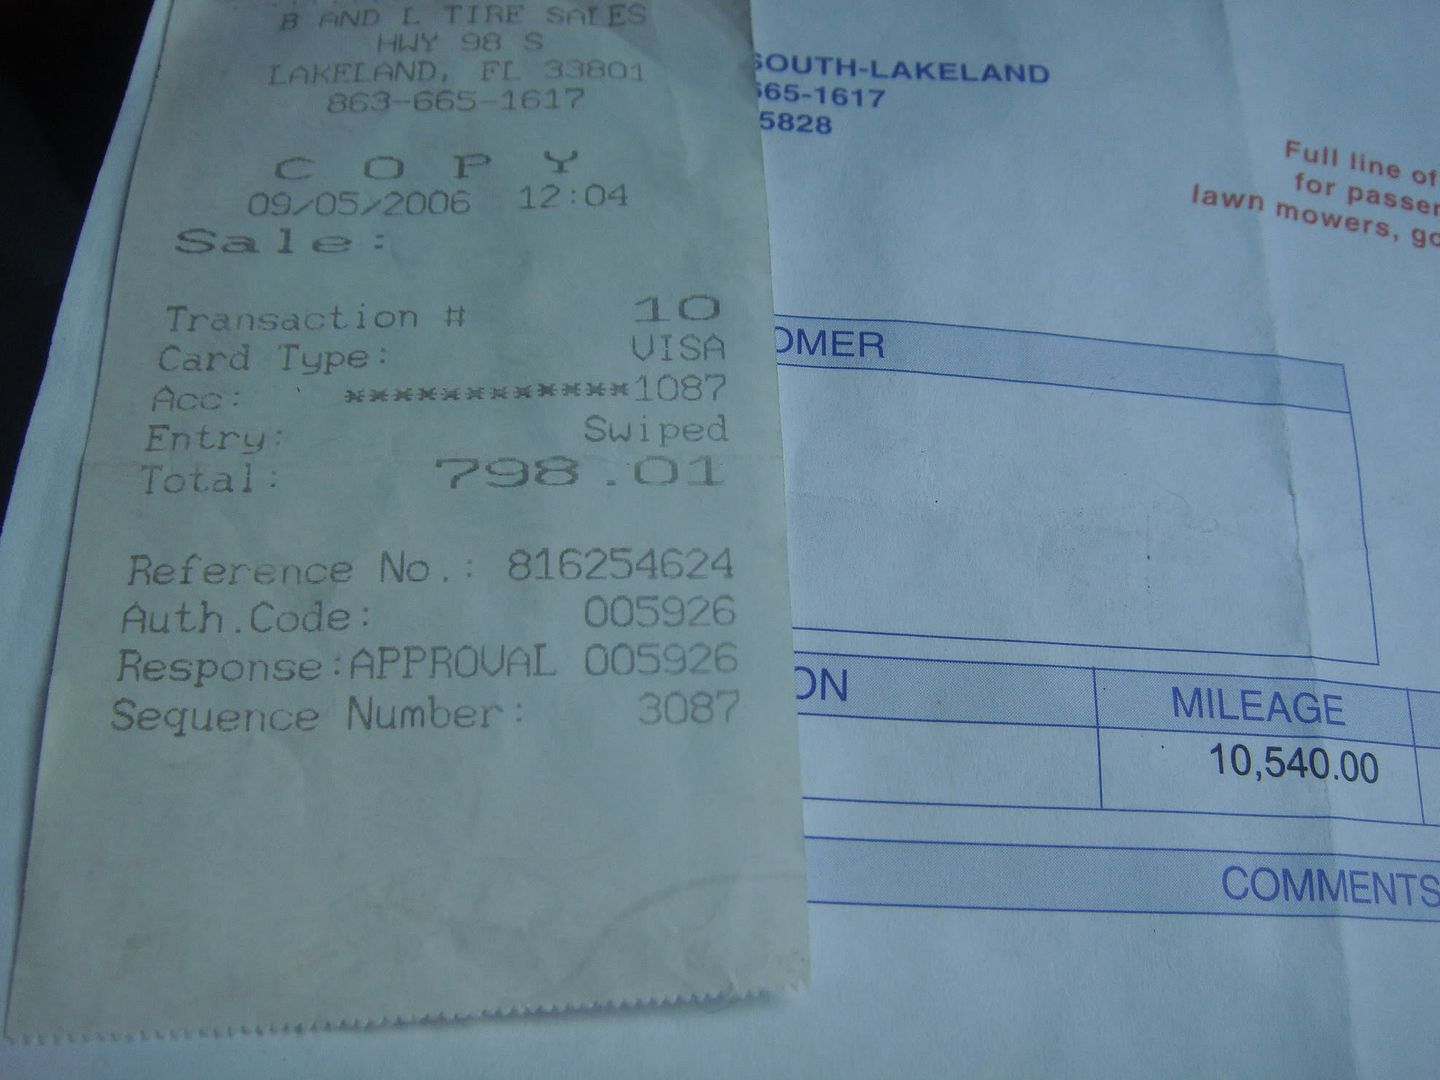 B AND L TIRE SALES
HWY 98 S
LAKELAND, FL 33801
863-665-1617
C O P Y
09/05/2006 12:04
Sale:
Transaction # 10
Card Type: VISA
Acc: ************1087
Entry: Swiped
Total: 798.01
Reference No.: 816254624
Auth.Code: 005926
Response:APPROVAL 005926
Sequence Number: 3087
SOUTH-LAKELAND
665-1617
5828
Full line of
for passen
lawn mowers, go
OMER
ON
MILEAGE
10,540.00
COMMENTS